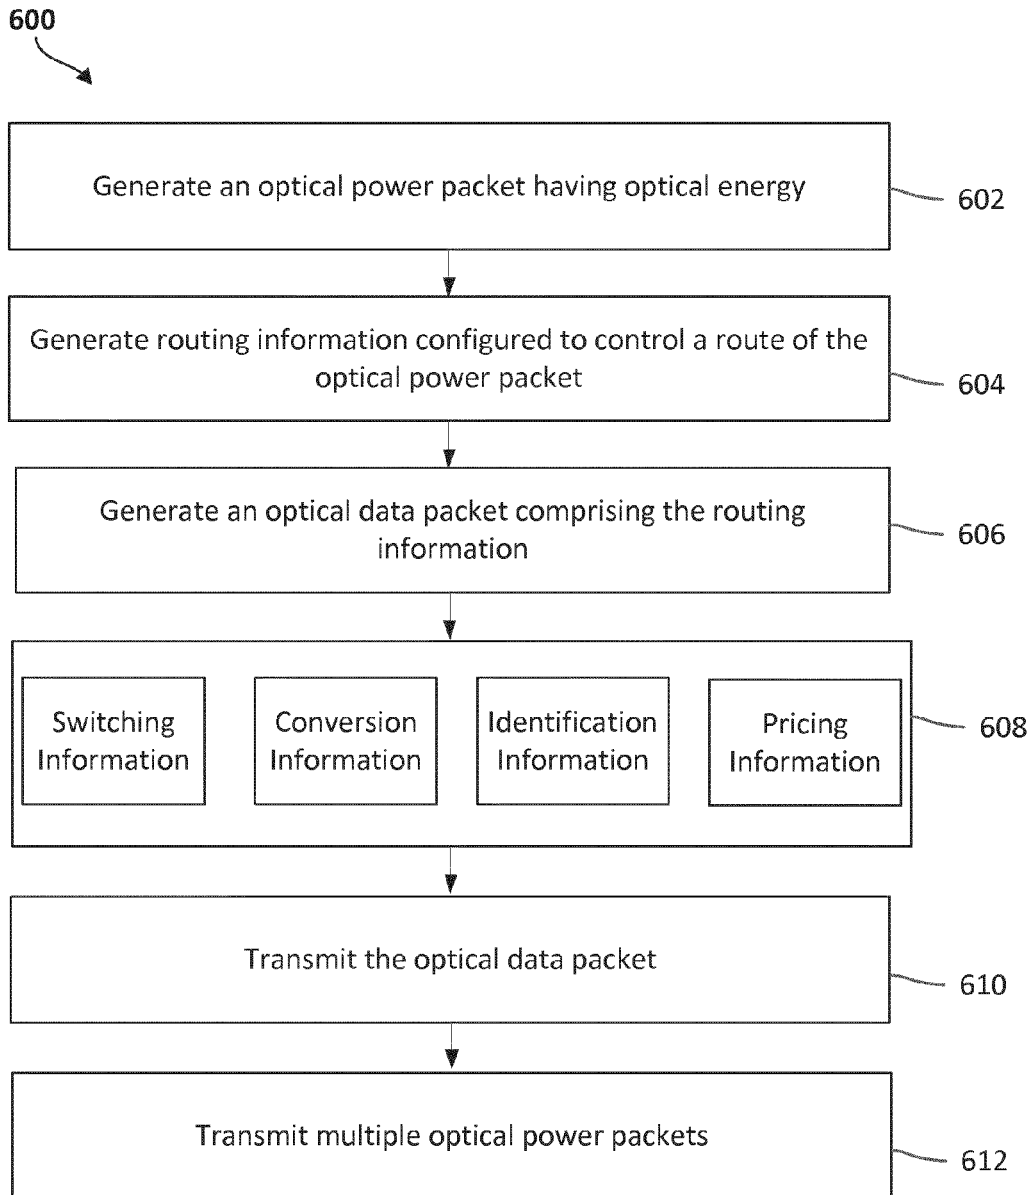 600
Generate an optical power packet having optical energy
602
Generate routing information configured to control a route of the
optical power packet
604
Generate an optical data packet comprising the routing
information
606
Switching
Information
Conversion
Information
Identification
Information
Pricing
Information
608
Transmit the optical data packet
610
Transmit multiple optical power packets
612